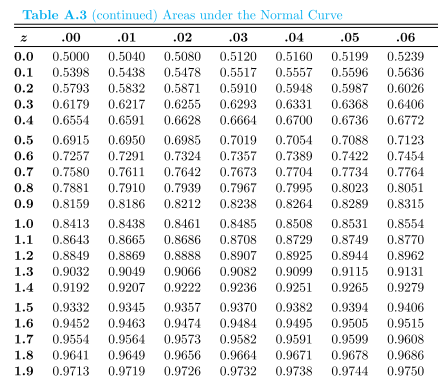 Table A.3 (continued) Areas under the Normal Curve
z .00 .01 .02 .03 .04 .05 .06
0.0 0.5000 0.5040 0.5080 0.5120 0.5160 0.5199 0.5239
0.1 0.5398 0.5438 0.5478 0.5517 0.5557 0.5596 0.5636
0.2 0.5793 0.5832 0.5871 0.5910 0.5948 0.5987 0.6026
0.3 0.6179 0.6217 0.6255 0.6293 0.6331 0.6368 0.6406
0.4 0.6554 0.6591 0.6628 0.6664 0.6700 0.6736 0.6772
0.5 0.6915 0.6950 0.6985 0.7019 0.7054 0.7088 0.7123
0.6 0.7257 0.7291 0.7324 0.7357 0.7389 0.7422 0.7454
0.7 0.7580 0.7611 0.7642 0.7673 0.7704 0.7734 0.7764
0.8 0.7881 0.7910 0.7939 0.7967 0.7995 0.8023 0.8051
0.9 0.8159 0.8186 0.8212 0.8238 0.8264 0.8289 0.8315
1.0 0.8413 0.8438 0.8461 0.8485 0.8508 0.8531 0.8554
1.1 0.8643 0.8665 0.8686 0.8708 0.8729 0.8749 0.8770
1.2 0.8849 0.8869 0.8888 0.8907 0.8925 0.8944 0.8962
1.3 0.9032 0.9049 0.9066 0.9082 0.9099 0.9115 0.9131
1.4 0.9192 0.9207 0.9222 0.9236 0.9251 0.9265 0.9279
1.5 0.9332 0.9345 0.9357 0.9370 0.9382 0.9394 0.9406
1.6 0.9452 0.9463 0.9474 0.9484 0.9495 0.9505 0.9515
1.7 0.9554 0.9564 0.9573 0.9582 0.9591 0.9599 0.9608
1.8 0.9641 0.9649 0.9656 0.9664 0.9671 0.9678 0.9686
1.9 0.9713 0.9719 0.9726 0.9732 0.9738 0.9744 0.9750